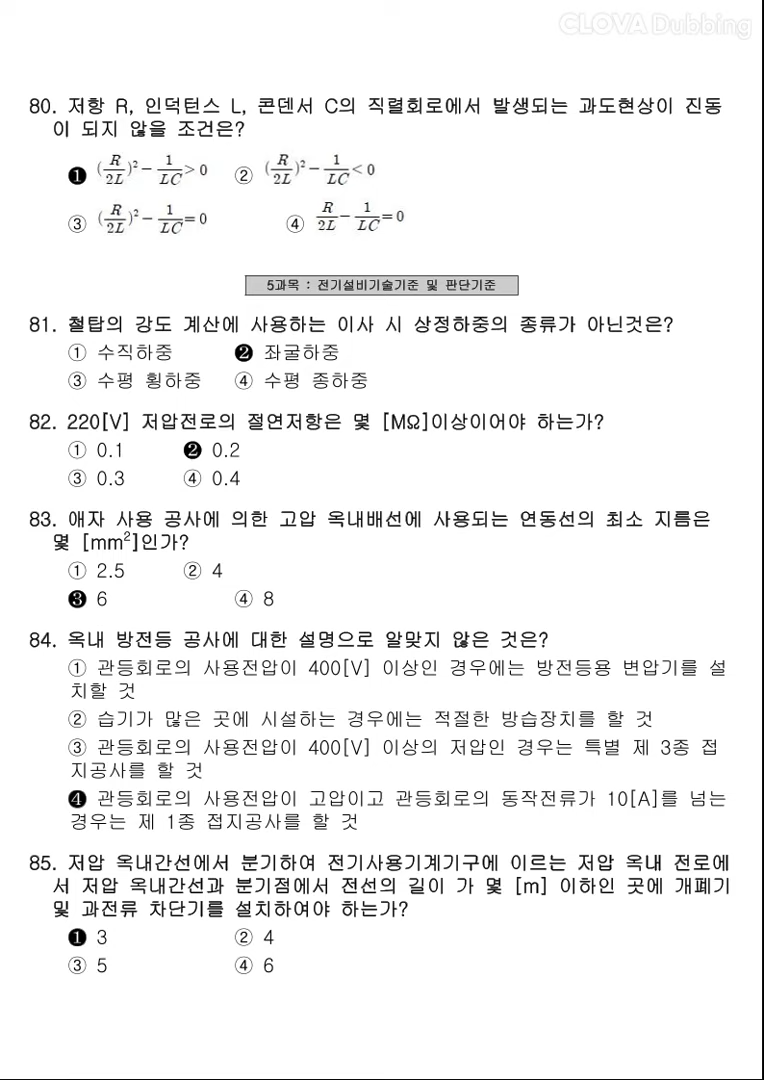 CLOVA Dubbing
80. 저항 R, 인덕턴스 L, 콘덴서 C의 직렬회로에서 발생되는 과도현상이 진동
이 되지 않을 조건은?
❶ (R/2L)² − 1/LC > 0 ② (R/2L)² − 1/LC < 0
③ (R/2L)² − 1/LC = 0 ④ R/2L − 1/LC = 0
5과목 : 전기설비기술기준 및 판단기준
81. 철탑의 강도 계산에 사용하는 이사 시 상정하중의 종류가 아닌것은?
① 수직하중 ❷ 좌굴하중
③ 수평 횡하중 ④ 수평 종하중
82. 220[V] 저압전로의 절연저항은 몇 [MΩ]이상이어야 하는가?
① 0.1 ❷ 0.2
③ 0.3 ④ 0.4
83. 애자 사용 공사에 의한 고압 옥내배선에 사용되는 연동선의 최소 지름은
몇 [mm²]인가?
① 2.5 ② 4
❸ 6 ④ 8
84. 옥내 방전등 공사에 대한 설명으로 알맞지 않은 것은?
① 관등회로의 사용전압이 400[V] 이상인 경우에는 방전등용 변압기를 설
치할 것
② 습기가 많은 곳에 시설하는 경우에는 적절한 방습장치를 할 것
③ 관등회로의 사용전압이 400[V] 이상의 저압인 경우는 특별 제 3종 접
지공사를 할 것
❹ 관등회로의 사용전압이 고압이고 관등회로의 동작전류가 10[A]를 넘는
경우는 제 1종 접지공사를 할 것
85. 저압 옥내간선에서 분기하여 전기사용기계기구에 이르는 저압 옥내 전로에
서 저압 옥내간선과 분기점에서 전선의 길이 가 몇 [m] 이하인 곳에 개폐기
및 과전류 차단기를 설치하여야 하는가?
❶ 3 ② 4
③ 5 ④ 6